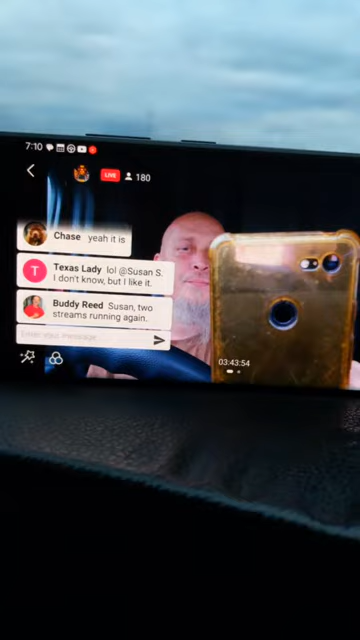 7:10
LIVE 180
Chase yeah it is
Texas Lady lol @Susan S.
I don't know, but I like it.
Buddy Reed Susan, two
streams running again.
Enter your message
03:43:54
T